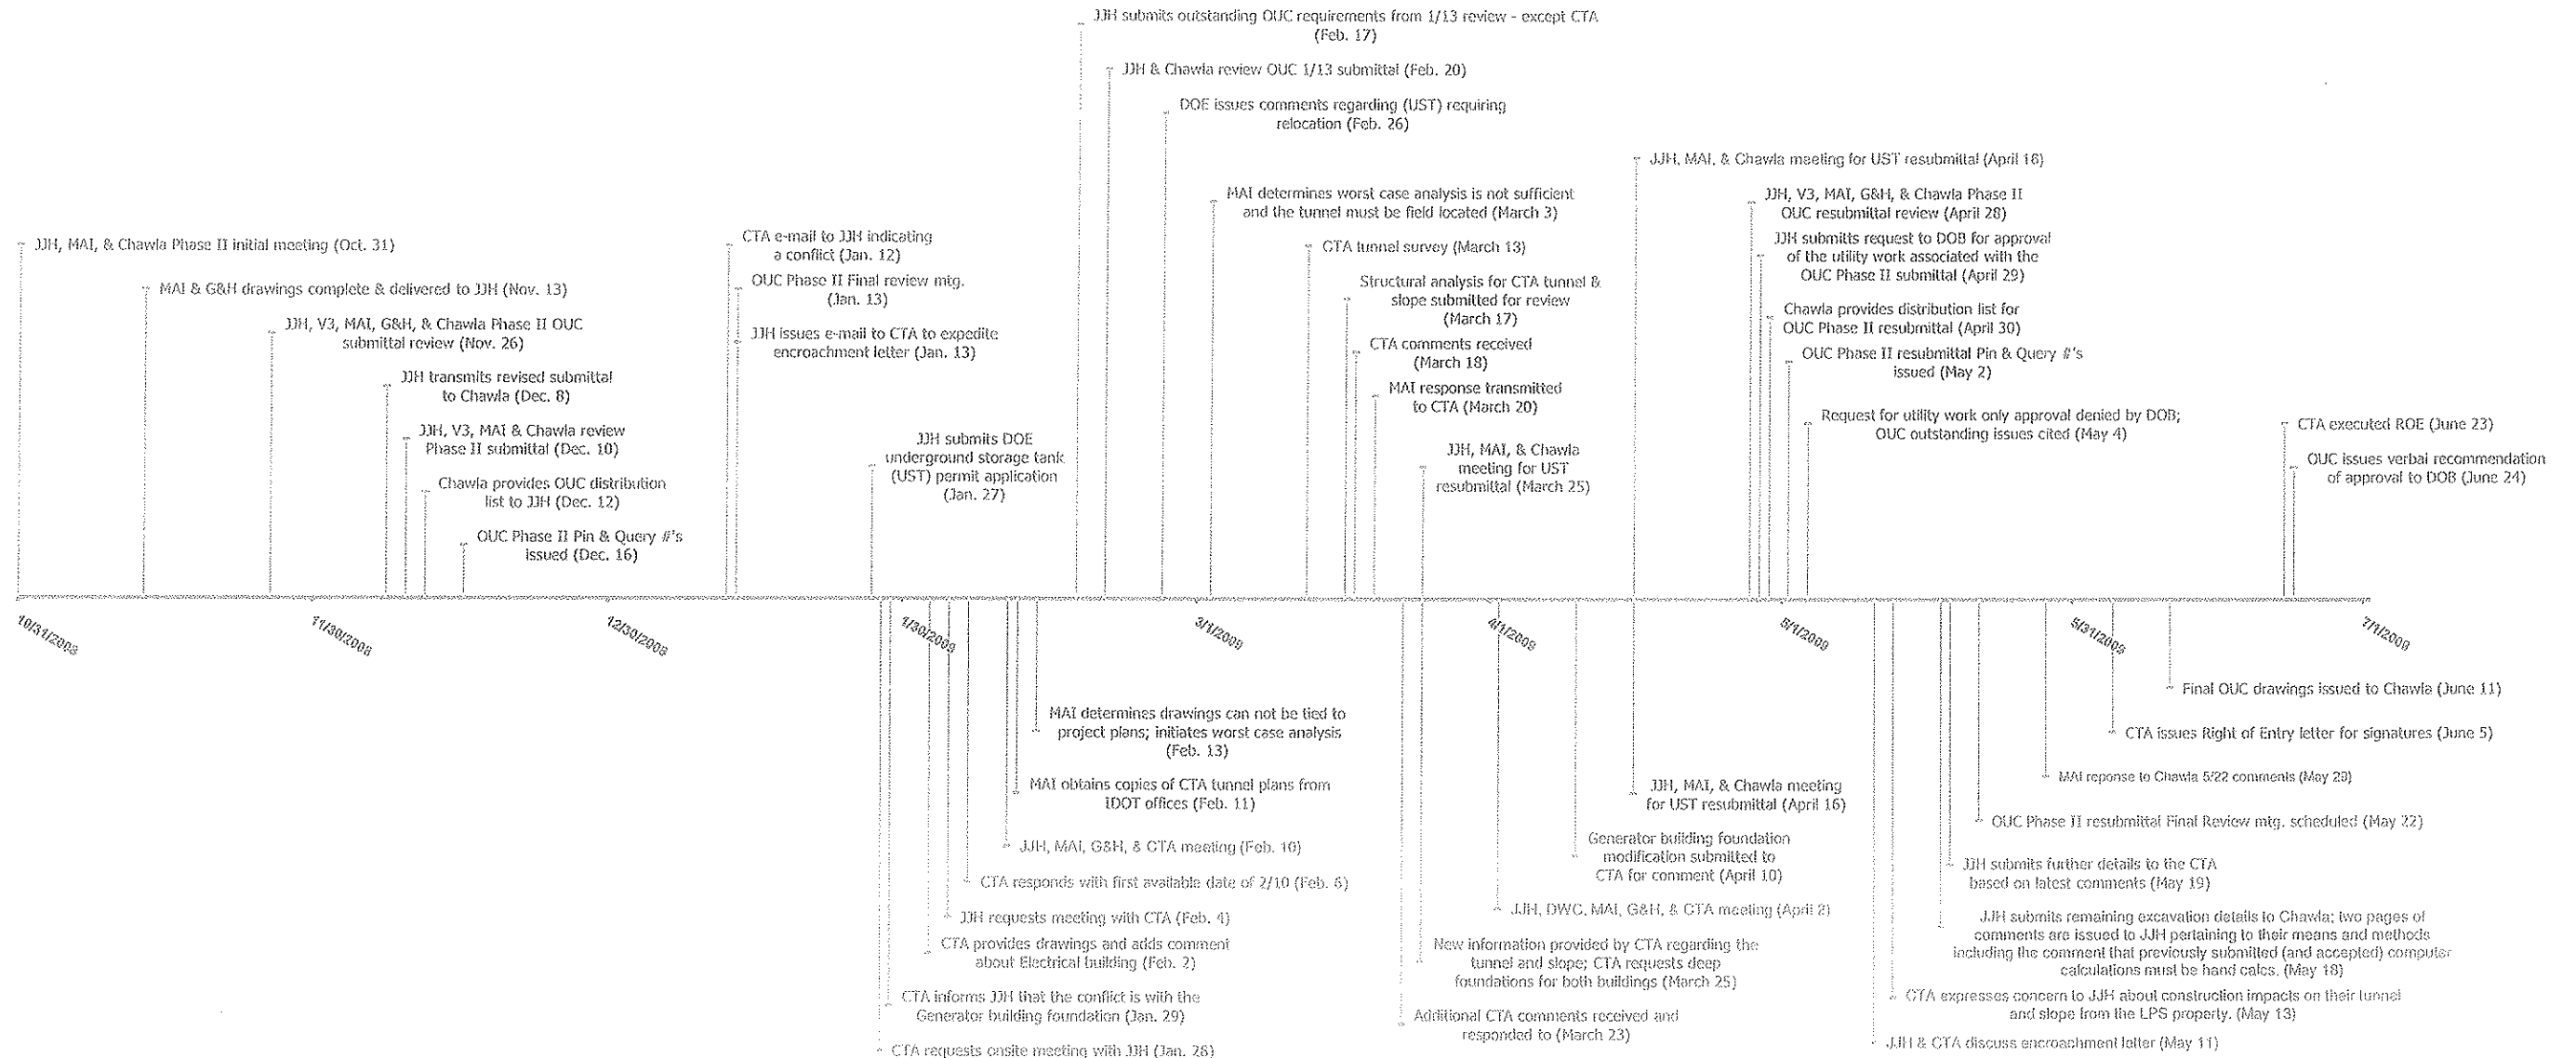 JJH submits outstanding OUC requirements from 1/13 review - except CTA
(Feb. 17)
JJH & Chawla review OUC 1/13 submittal (Feb. 20)
DOE issues comments regarding (UST) requiring
relocation (Feb. 26)
JJH, MAI, & Chawla meeting for UST resubmittal (April 16)
MAI determines worst case analysis is not sufficient
and the tunnel must be field located (March 3)
JJH, V3, MAI, G&H, & Chawla Phase II
OUC resubmittal review (April 28)
JJH, MAI, & Chawla Phase II initial meeting (Oct. 31)
CTA e-mail to JJH indicating
a conflict (Jan. 12)
CTA tunnel survey (March 13)
JJH submits request to DOB for approval
of the utility work associated with the
OUC Phase II submittal (April 29)
MAI & G&H drawings complete & delivered to JJH (Nov. 13)
OUC Phase II Final review mtg.
(Jan. 13)
Structural analysis for CTA tunnel &
slope submitted for review
(March 17)
Chawla provides distribution list for
OUC Phase II resubmittal (April 30)
JJH, V3, MAI, G&H, & Chawla Phase II OUC
submittal review (Nov. 26)
JJH issues e-mail to CTA to expedite
encroachment letter (Jan. 13)
CTA comments received
(March 18)
OUC Phase II resubmittal Pin & Query #'s
issued (May 2)
JJH transmits revised submittal
to Chawla (Dec. 8)
MAI response transmitted
to CTA (March 20)
Request for utility work only approval denied by DOB;
OUC outstanding issues cited (May 4)
CTA executed ROE (June 23)
JJH, V3, MAI & Chawla review
Phase II submittal (Dec. 10)
JJH submits DOE
underground storage tank
(UST) permit application
(Jan. 27)
JJH, MAI, & Chawla
meeting for UST
resubmittal (March 25)
OUC issues verbal recommendation
of approval to DOB (June 24)
Chawla provides OUC distribution
list to JJH (Dec. 12)
OUC Phase II Pin & Query #'s
issued (Dec. 16)
10/31/2008
11/30/2008
12/30/2008
1/30/2009
3/1/2009
4/1/2009
5/1/2009
5/31/2009
7/1/2009
Final OUC drawings issued to Chawla (June 11)
MAI determines drawings can not be tied to
project plans; initiates worst case analysis
(Feb. 13)
CTA issues Right of Entry letter for signatures (June 5)
MAI reponse to Chawla 5/22 comments (May 29)
MAI obtains copies of CTA tunnel plans from
IDOT offices (Feb. 11)
JJH, MAI, & Chawla meeting
for UST resubmittal (April 16)
OUC Phase II resubmittal Final Review mtg. scheduled (May 22)
JJH, MAI, G&H, & CTA meeting (Feb. 10)
Generator building foundation
modification submitted to
CTA for comment (April 10)
JJH submits further details to the CTA
based on latest comments (May 19)
CTA responds with first available date of 2/10 (Feb. 6)
JJH requests meeting with CTA (Feb. 4)
JJH, DWC, MAI, G&H, & CTA meeting (April 2)
JJH submits remaining excavation details to Chawla; two pages of
comments are issued to JJH pertaining to their means and methods
including the comment that previously submitted (and accepted) computer
calculations must be hand calcs. (May 18)
CTA provides drawings and adds comment
about Electrical building (Feb. 2)
New information provided by CTA regarding the
tunnel and slope; CTA requests deep
foundations for both buildings (March 25)
CTA informs JJH that the conflict is with the
Generator building foundation (Jan. 29)
CTA expresses concern to JJH about construction impacts on their tunnel
and slope from the LPS property. (May 13)
Additional CTA comments received and
responded to (March 23)
CTA requests onsite meeting with JJH (Jan. 28)
JJH & CTA discuss encroachment letter (May 11)